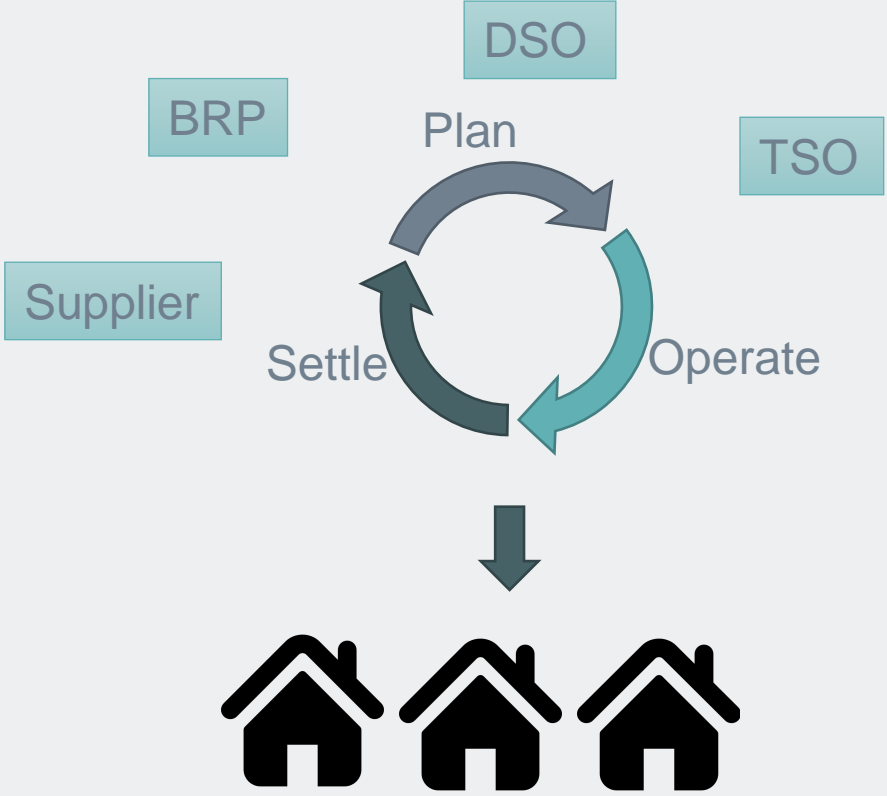 DSO
BRP
Plan
TSO
Supplier
Settle
Operate